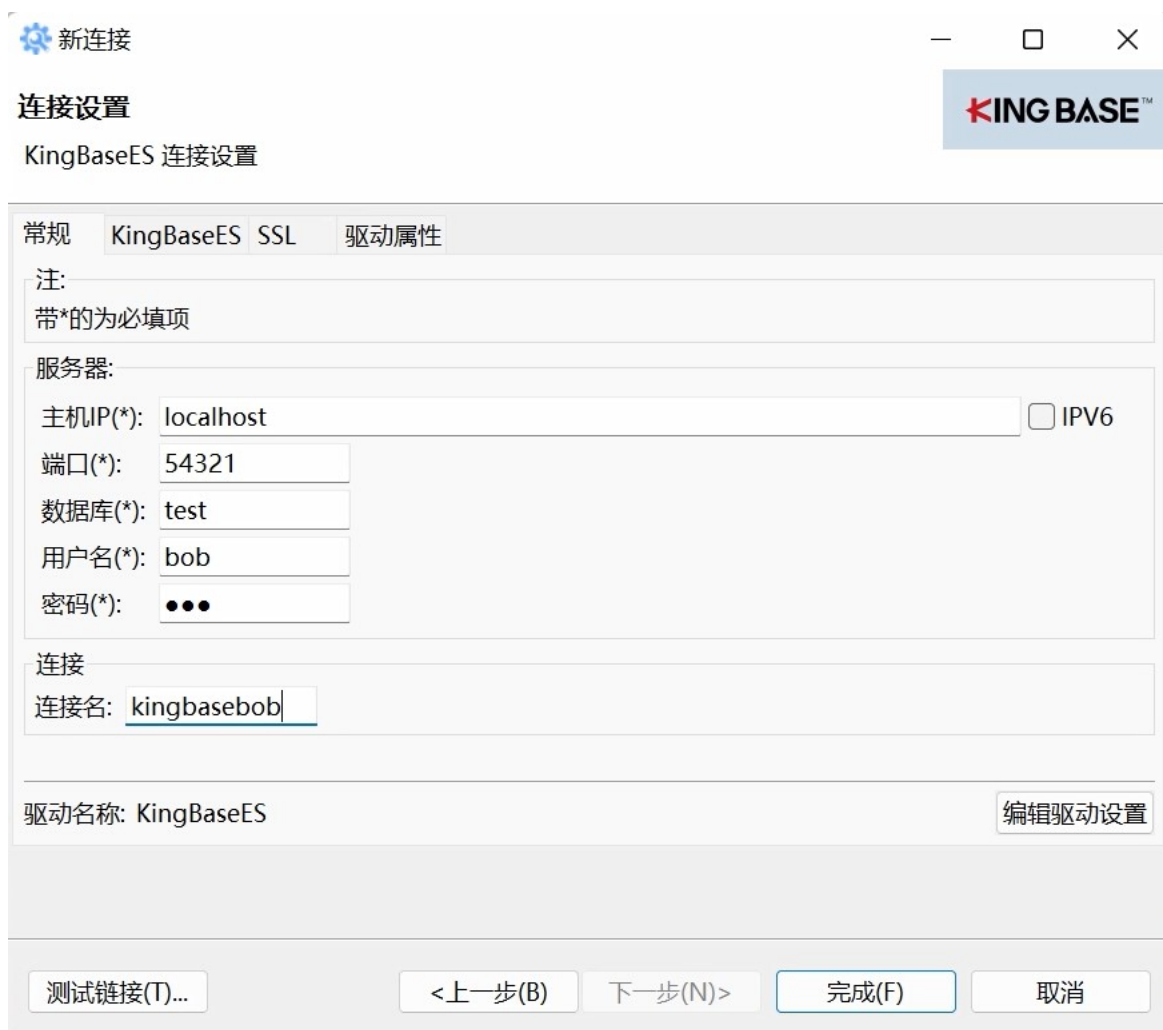 新连接
连接设置
KINGBASE™
KingBaseES 连接设置
常规 KingBaseES SSL 驱动属性
注:
带*的为必填项
服务器:
主机IP(*): localhost IPV6
端口(*): 54321
数据库(*): test
用户名(*): bob
密码(*): ●●●
连接
连接名: kingbasebob
驱动名称: KingBaseES 编辑驱动设置
测试链接(T)... <上一步(B) 下一步(N)> 完成(F) 取消